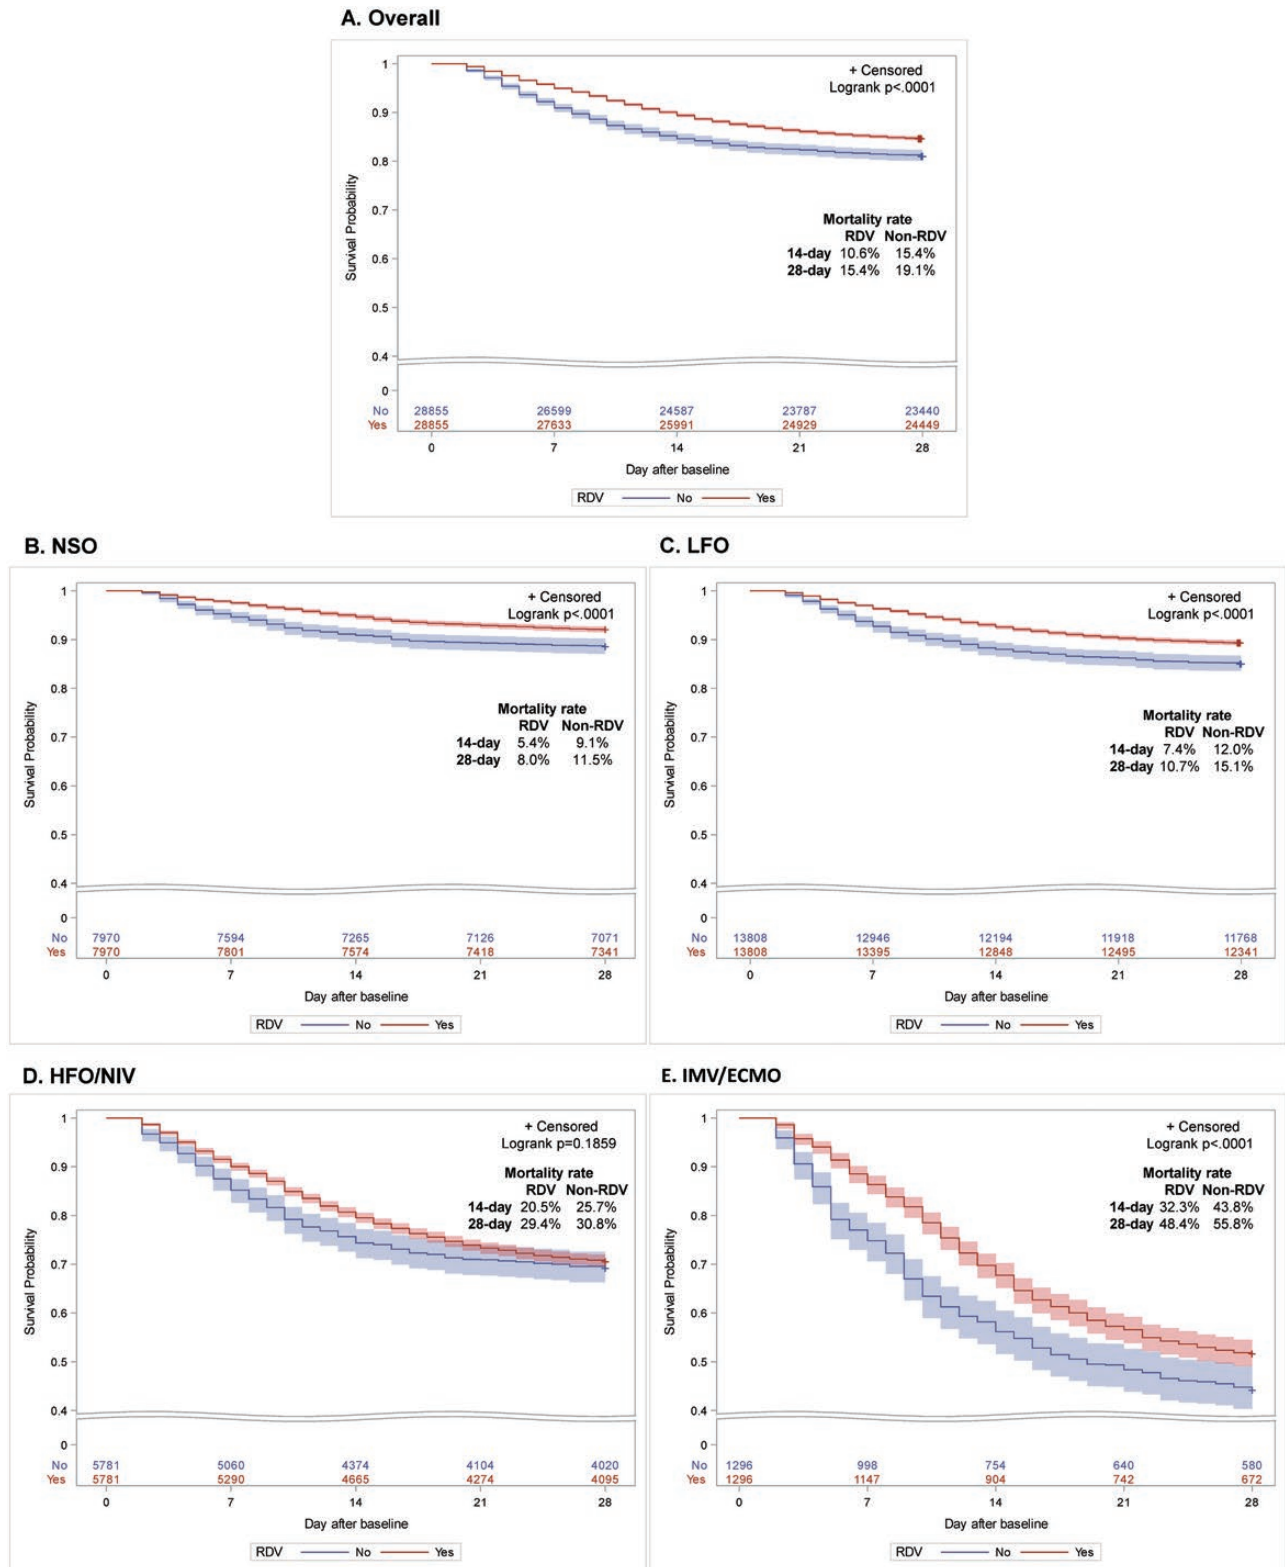 A. Overall
+ Censored
Logrank p<.0001
Survival Probability
1
0.9
0.8
0.7
0.6
0.5
0.4
0
Mortality rate
RDV Non-RDV
14-day 10.6% 15.4%
28-day 15.4% 19.1%
No 28855 26599 24587 23787 23440
Yes 28855 27633 25991 24929 24449
0 7 14 21 28
Day after baseline
RDV No Yes
B. NSO
+ Censored
Logrank p<.0001
Survival Probability
1
0.9
0.8
0.7
0.6
0.5
0.4
0
Mortality rate
RDV Non-RDV
14-day 5.4% 9.1%
28-day 8.0% 11.5%
No 7970 7594 7265 7126 7071
Yes 7970 7801 7574 7418 7341
0 7 14 21 28
Day after baseline
RDV No Yes
C. LFO
+ Censored
Logrank p<.0001
Survival Probability
1
0.9
0.8
0.7
0.6
0.5
0.4
0
Mortality rate
RDV Non-RDV
14-day 7.4% 12.0%
28-day 10.7% 15.1%
No 13808 12946 12194 11918 11768
Yes 13808 13395 12848 12495 12341
0 7 14 21 28
Day after baseline
RDV No Yes
D. HFO/NIV
+ Censored
Logrank p=0.1859
Survival Probability
1
0.9
0.8
0.7
0.6
0.5
0.4
0
Mortality rate
RDV Non-RDV
14-day 20.5% 25.7%
28-day 29.4% 30.8%
No 5781 5060 4374 4104 4020
Yes 5781 5290 4665 4274 4095
0 7 14 21 28
Day after baseline
RDV No Yes
E. IMV/ECMO
+ Censored
Logrank p<.0001
Survival Probability
1
0.9
0.8
0.7
0.6
0.5
0.4
0
Mortality rate
RDV Non-RDV
14-day 32.3% 43.8%
28-day 48.4% 55.8%
No 1296 998 754 640 580
Yes 1296 1147 904 742 672
0 7 14 21 28
Day after baseline
RDV No Yes